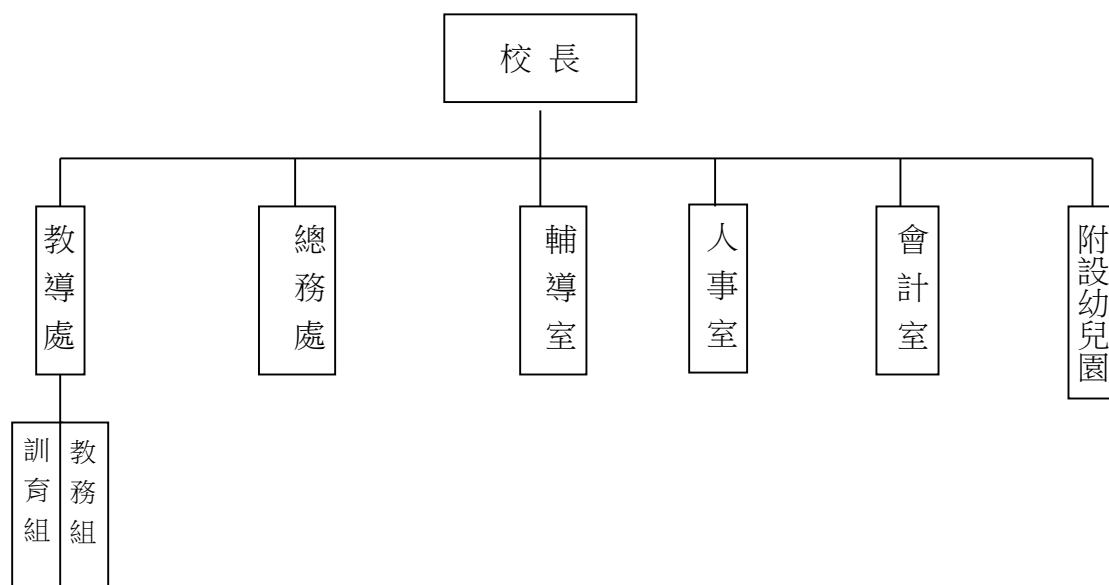 校長
教導處
總務處
輔導室
人事室
會計室
附設幼兒園
訓育組
教務組